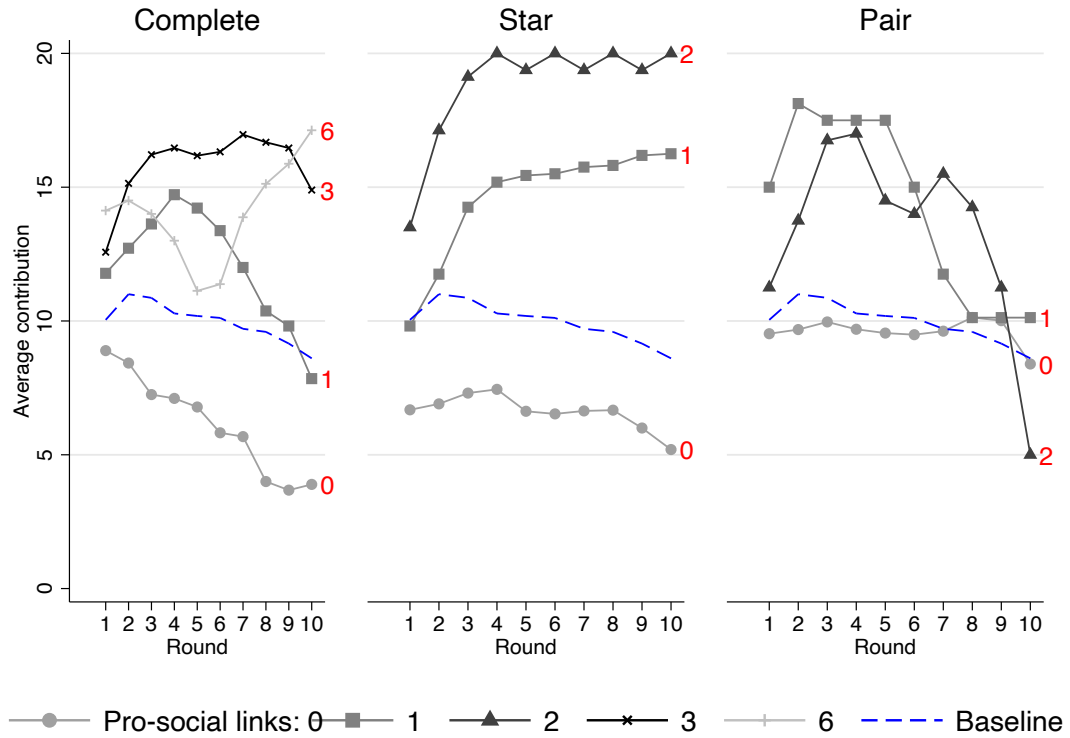 Complete
Star
Pair
Average contribution
20
15
10
5
0
6
3
1
0
2
1
0
1
0
2
1 2 3 4 5 6 7 8 9 10
Round
1 2 3 4 5 6 7 8 9 10
Round
1 2 3 4 5 6 7 8 9 10
Round
Pro-social links: 0 1 2 3 6 Baseline